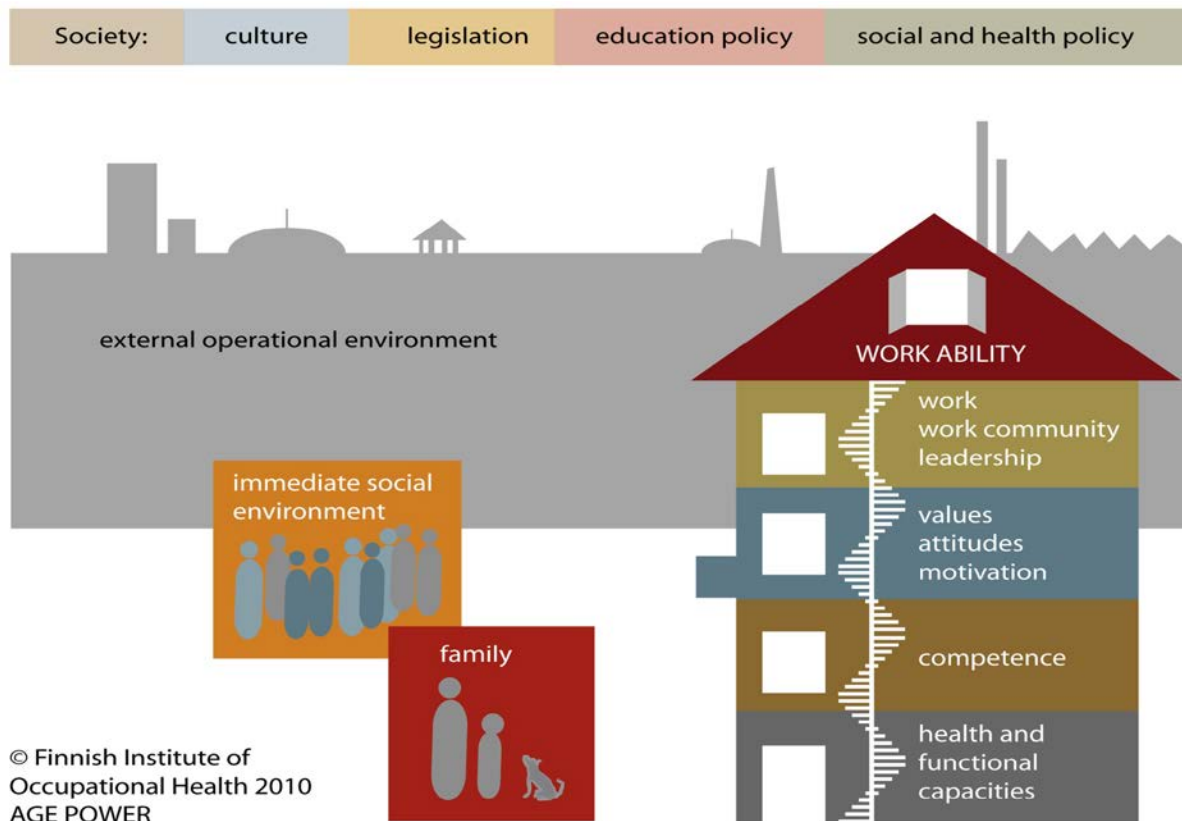 Society: culture legislation education policy social and health policy
external operational environment
WORK ABILITY
work
work community
leadership
immediate social
environment
values
attitudes
motivation
family
competence
health and
functional
capacities
© Finnish Institute of
Occupational Health 2010
AGE POWER